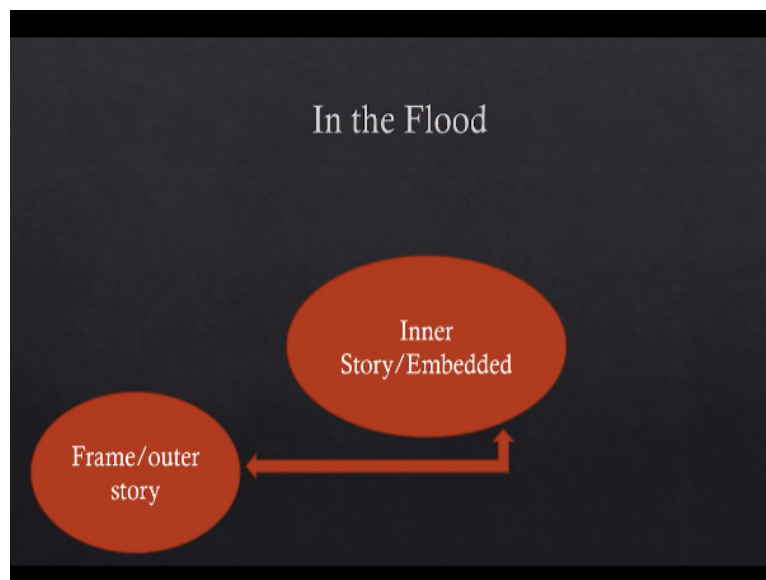 In the Flood
Inner
Story/Embedded
Frame/outer
story